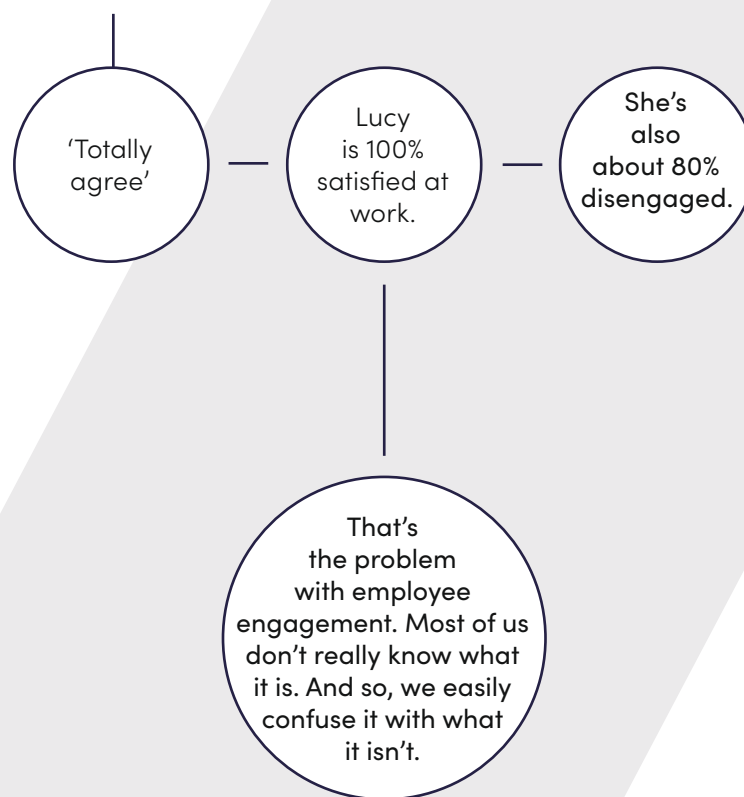 ‘Totally
agree’
Lucy
is 100%
satisfied at
work.
She’s
also
about 80%
disengaged.
That’s
the problem
with employee
engagement. Most of us
don’t really know what
it is. And so, we easily
confuse it with what
it isn’t.